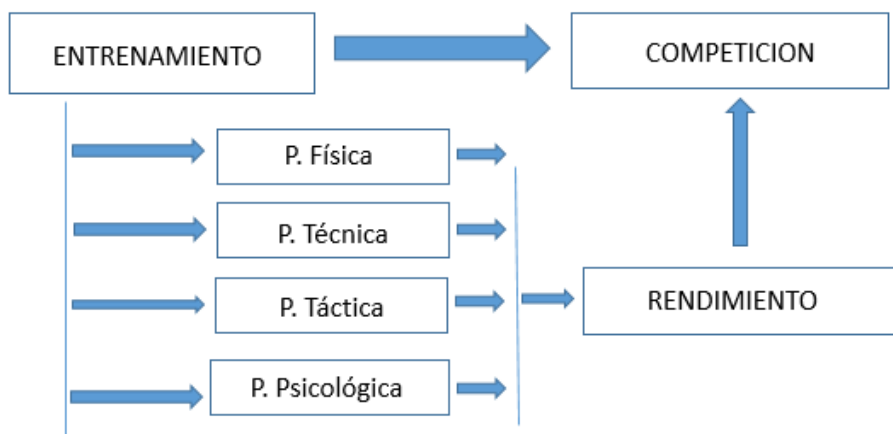 ENTRENAMIENTO
COMPETICION
P. Física
P. Técnica
P. Táctica
RENDIMIENTO
P. Psicológica